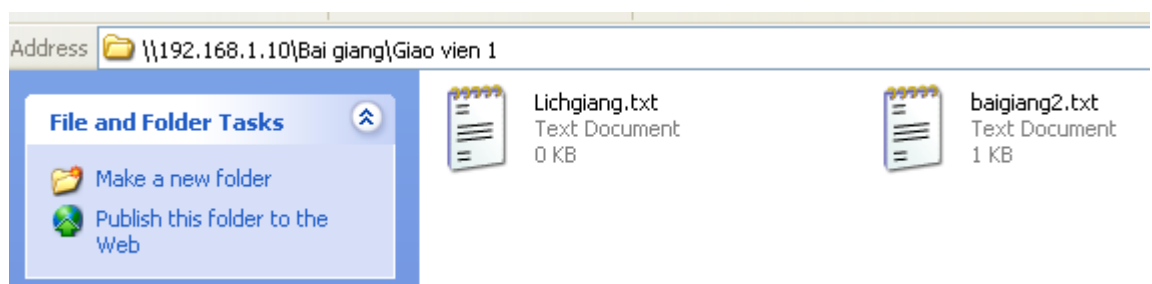 Address \\192.168.1.10\Bai giang\Giao vien 1
File and Folder Tasks
Make a new folder
Publish this folder to the
Web
Lichgiang.txt
Text Document
0 KB
baigiang2.txt
Text Document
1 KB